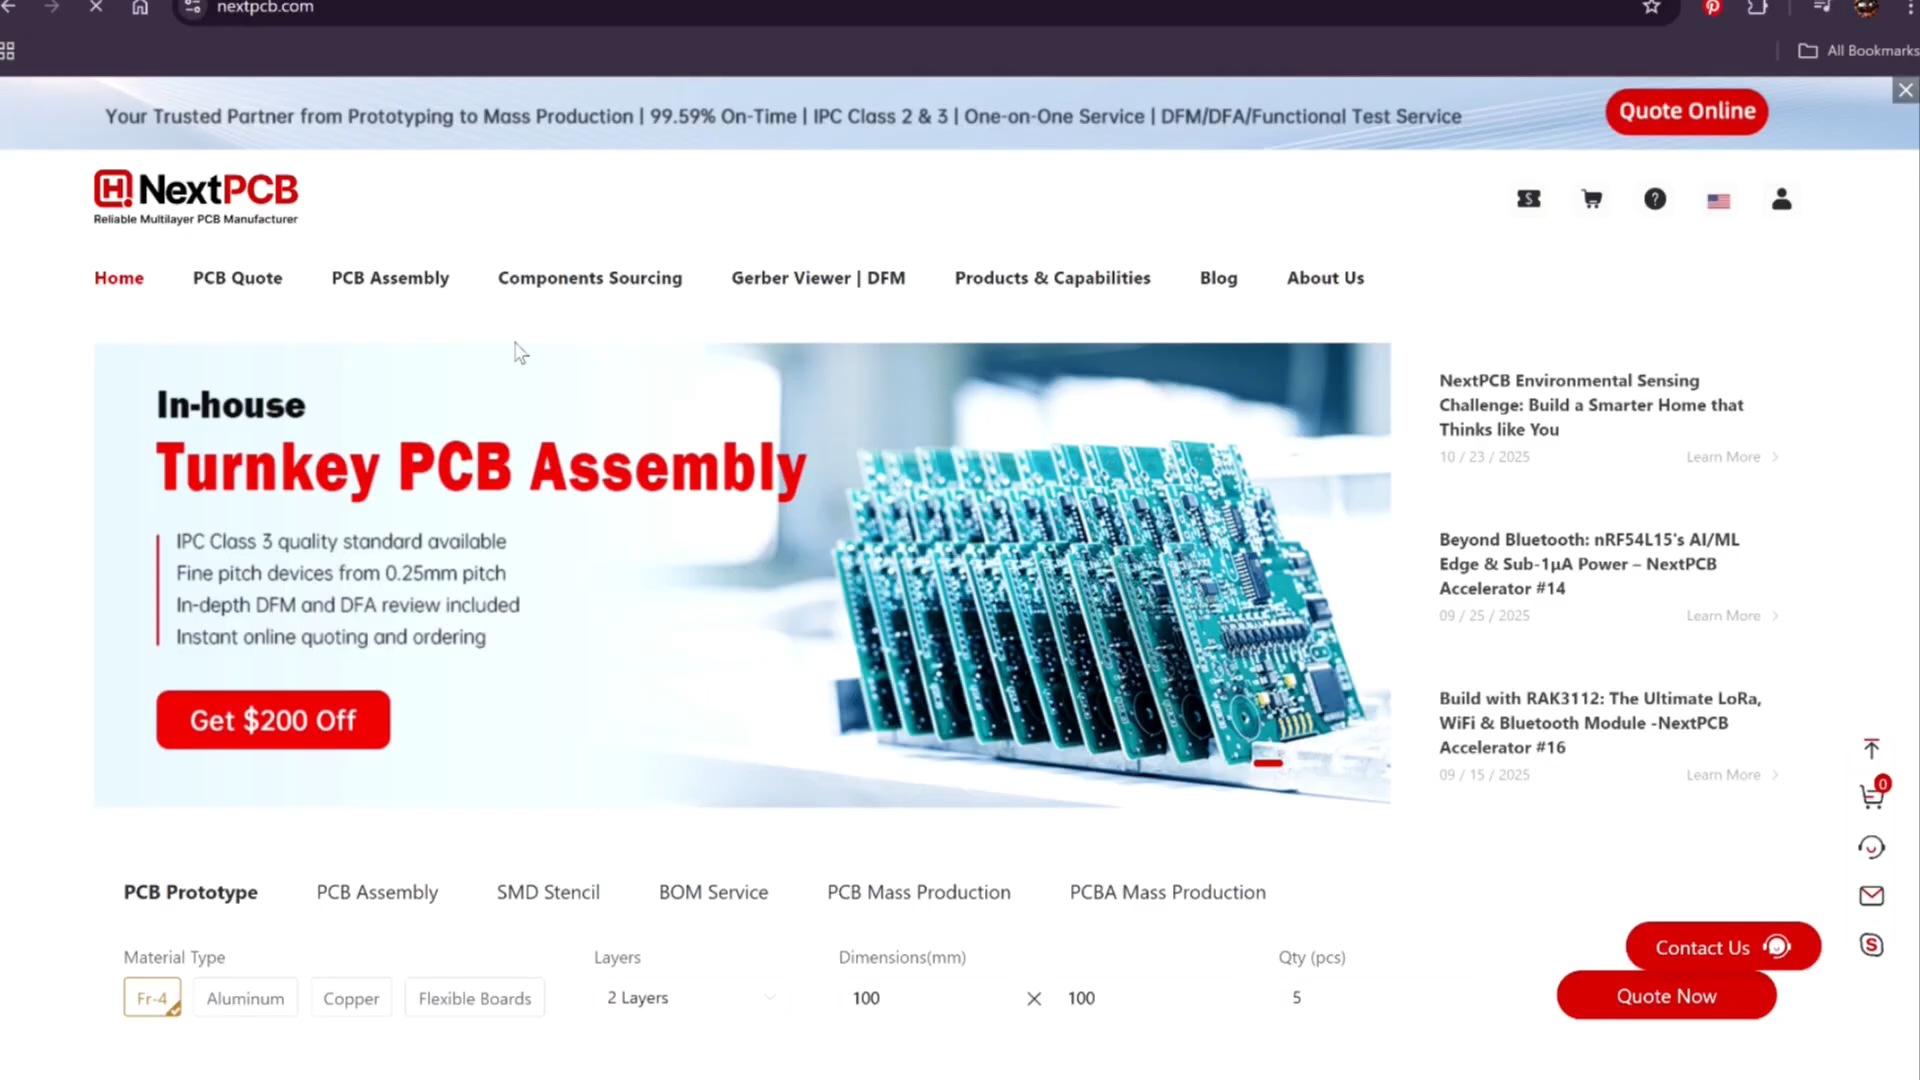 nextpcb.com
All Bookmarks
Your Trusted Partner from Prototyping to Mass Production | 99.59% On-Time | IPC Class 2 & 3 | One-on-One Service | DFM/DFA/Functional Test Service
Quote Online
NextPCB
Reliable Multilayer PCB Manufacturer
Home
PCB Quote
PCB Assembly
Components Sourcing
Gerber Viewer | DFM
Products & Capabilities
Blog
About Us
In-house
Turnkey PCB Assembly
IPC Class 3 quality standard available
Fine pitch devices from 0.25mm pitch
In-depth DFM and DFA review included
Instant online quoting and ordering
Get $200 Off
NextPCB Environmental Sensing
Challenge: Build a Smarter Home that
Thinks like You
10 / 23 / 2025
Learn More
Beyond Bluetooth: nRF54L15's AI/ML
Edge & Sub-1µA Power – NextPCB
Accelerator #14
09 / 25 / 2025
Learn More
Build with RAK3112: The Ultimate LoRa,
WiFi & Bluetooth Module -NextPCB
Accelerator #16
09 / 15 / 2025
Learn More
0
PCB Prototype
PCB Assembly
SMD Stencil
BOM Service
PCB Mass Production
PCBA Mass Production
Material Type
Layers
Dimensions(mm)
Qty (pcs)
Fr-4
Aluminum
Copper
Flexible Boards
2 Layers
100
100
5
Contact Us
Quote Now